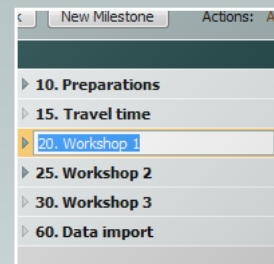 New Milestone Actions:
10. Preparations
15. Travel time
20. Workshop 1
25. Workshop 2
30. Workshop 3
60. Data import